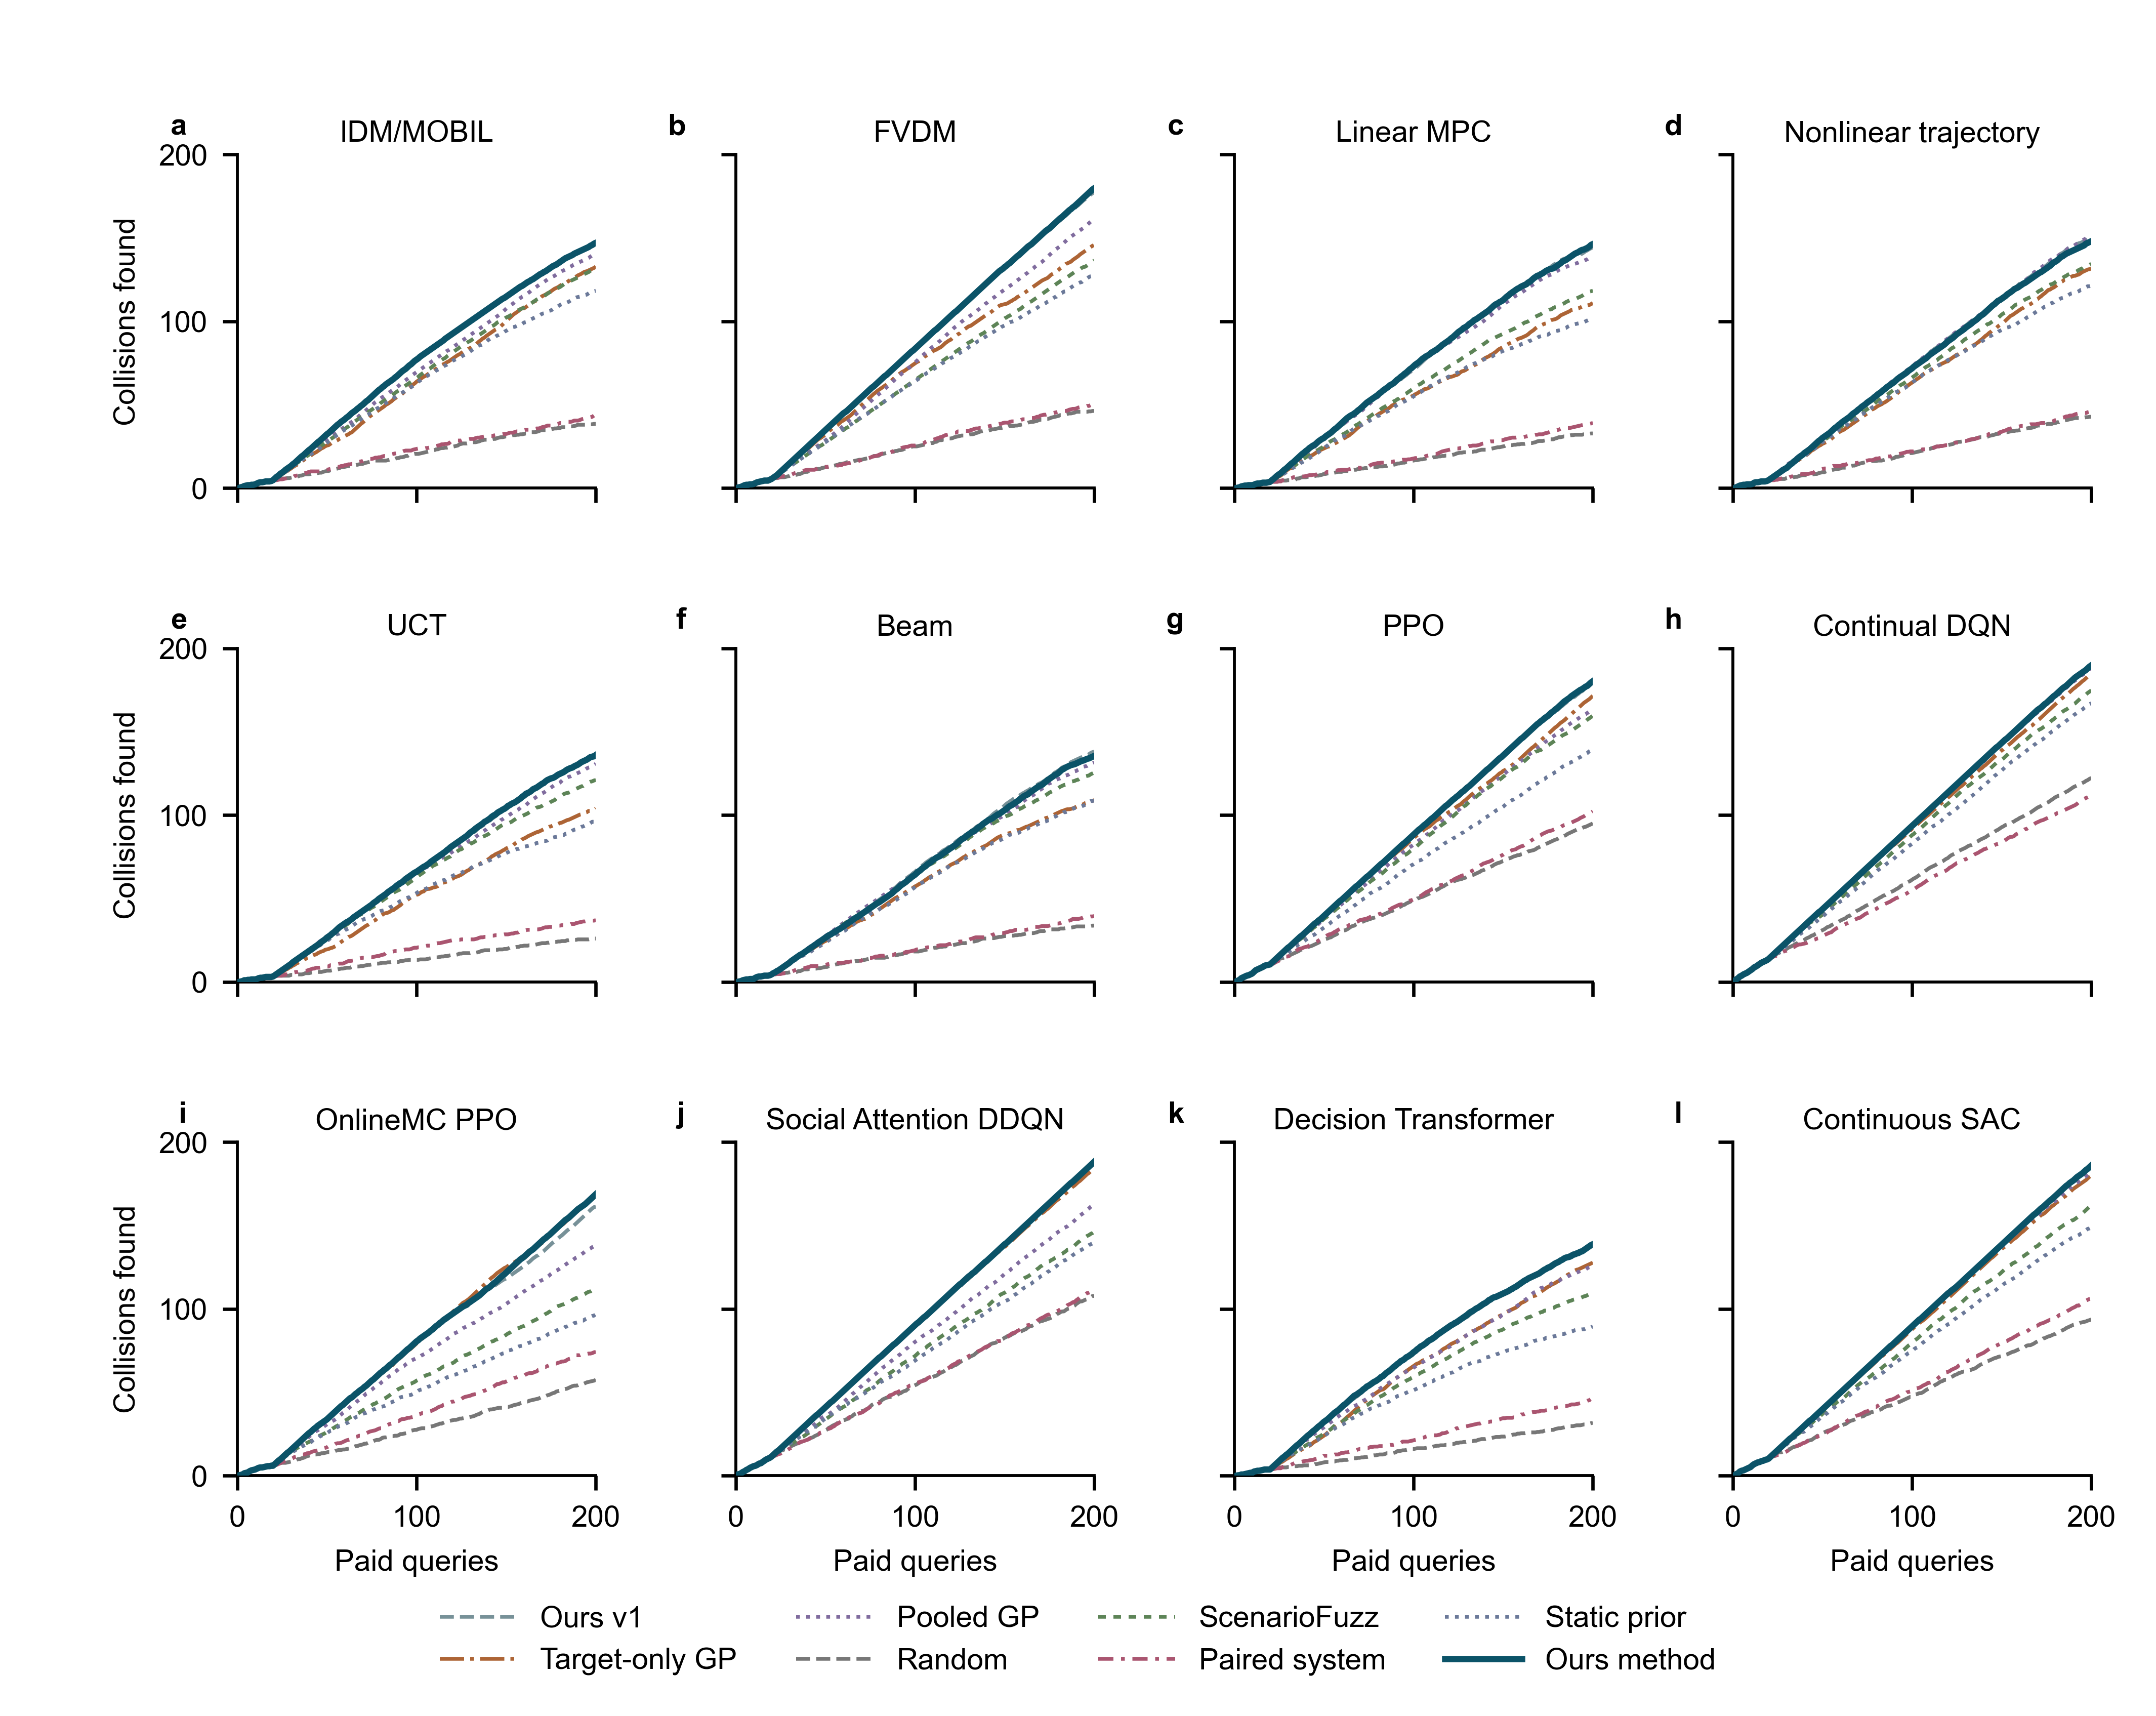 a IDM/MOBIL b FVDM c Linear MPC d Nonlinear trajectory
200
Collisions found
100
0
e UCT f Beam g PPO h Continual DQN
200
Collisions found
100
0
i OnlineMC PPO j Social Attention DDQN k Decision Transformer l Continuous SAC
200
Collisions found
100
0
0 100 200 0 100 200 0 100 200 0 100 200
Paid queries Paid queries Paid queries Paid queries
Ours v1 Pooled GP ScenarioFuzz Static prior
Target-only GP Random Paired system Ours method